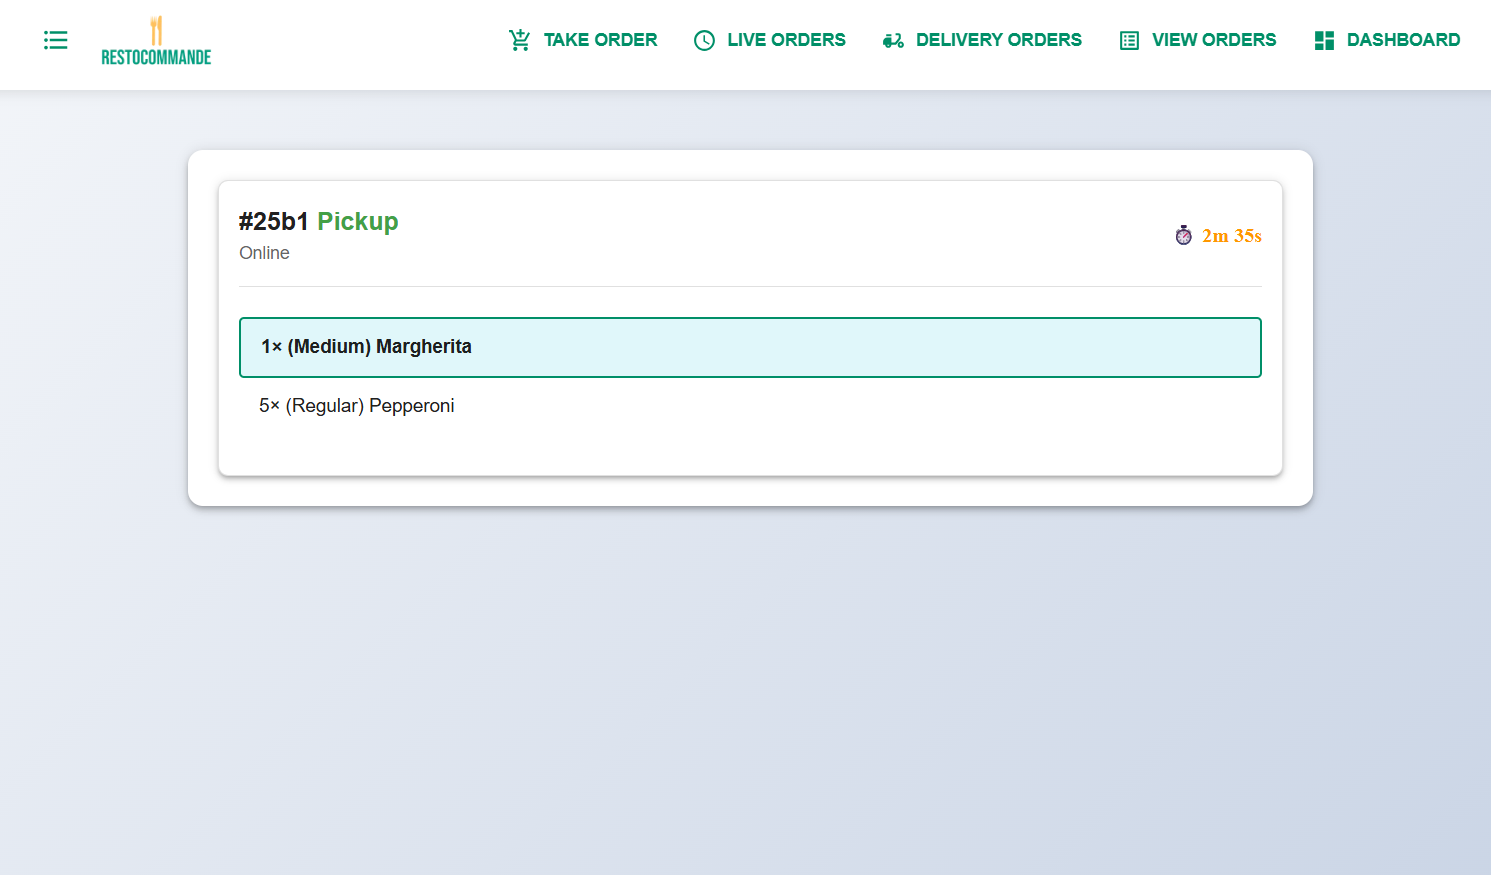 RESTOCOMMANDE
TAKE ORDER
LIVE ORDERS
DELIVERY ORDERS
VIEW ORDERS
DASHBOARD
#25b1 Pickup
Online
2m 35s
1× (Medium) Margherita
5× (Regular) Pepperoni